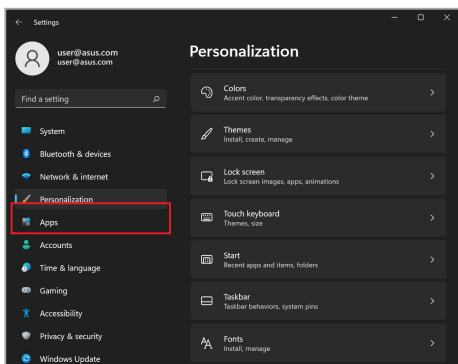 Settings
user@asus.com
user@asus.com
Find a setting
System
Bluetooth & devices
Network & internet
Personalization
Apps
Accounts
Time & language
Gaming
Accessibility
Privacy & security
Windows Update
Personalization
Colors
Accent color, transparency effects, color theme
Themes
Install, create, manage
Lock screen
Lock screen images, apps, animations
Touch keyboard
Themes, size
Start
Recent apps and items, folders
Taskbar
Taskbar behaviors, system pins
Fonts
Install, manage